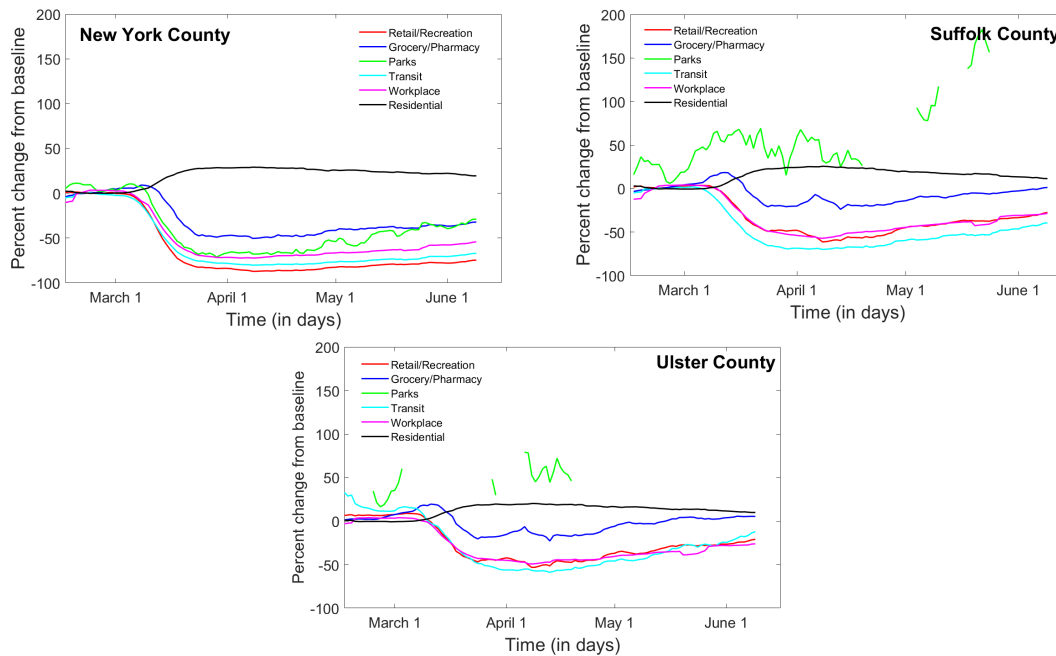 New York County
Retail/Recreation
Grocery/Pharmacy
Parks
Transit
Workplace
Residential
200
150
100
50
0
-50
-100
Percent change from baseline
March 1
April 1
May 1
June 1
Time (in days)
Suffolk County
Retail/Recreation
Grocery/Pharmacy
Parks
Transit
Workplace
Residential
200
150
100
50
0
-50
-100
Percent change from baseline
March 1
April 1
May 1
June 1
Time (in days)
Ulster County
Retail/Recreation
Grocery/Pharmacy
Parks
Transit
Workplace
Residential
200
150
100
50
0
-50
-100
Percent change from baseline
March 1
April 1
May 1
June 1
Time (in days)